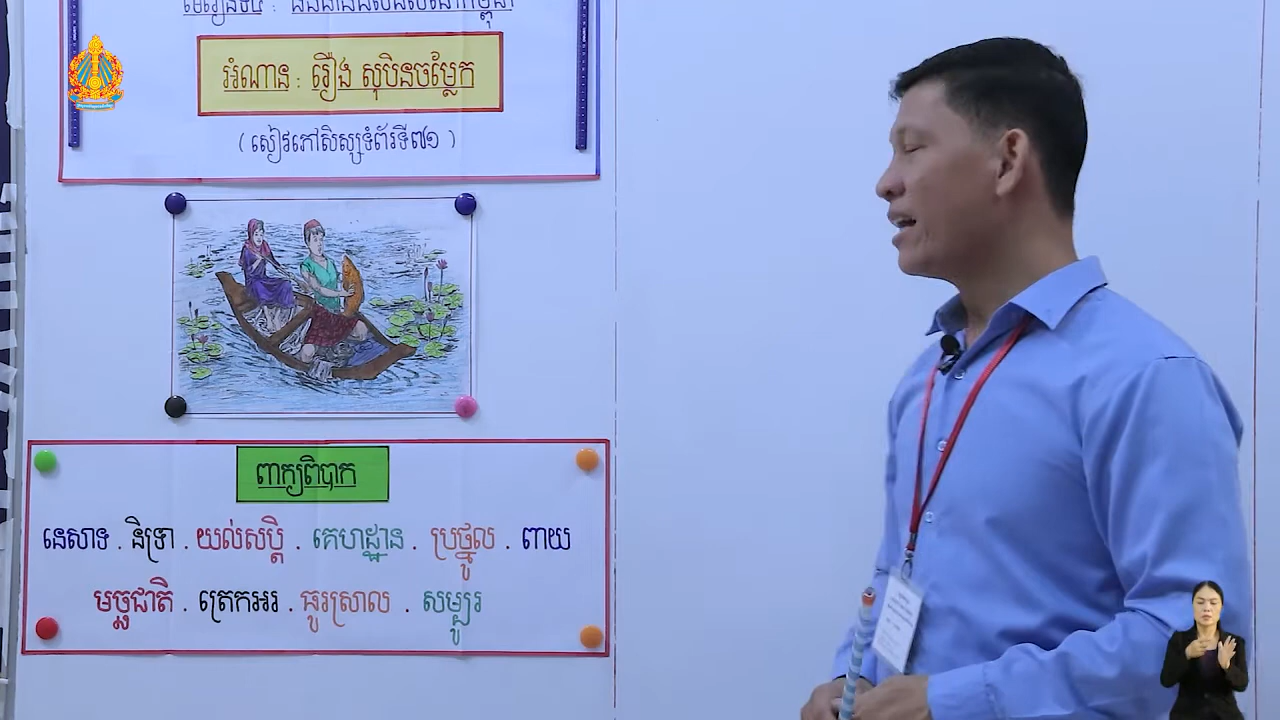 អំណាន : រឿង សុបិនចម្លែក
( សៀវភៅសិស្សទំព័រទី៧១ )
ពាក្យពិបាក
នេសាទ . និទ្រា . យល់សប្តិ . គេហដ្ឋាន . ប្រថ្នូល . ពាយ
មច្ឆជាតិ . ត្រេកអរ . ធូរស្រាល . សម្បូរ